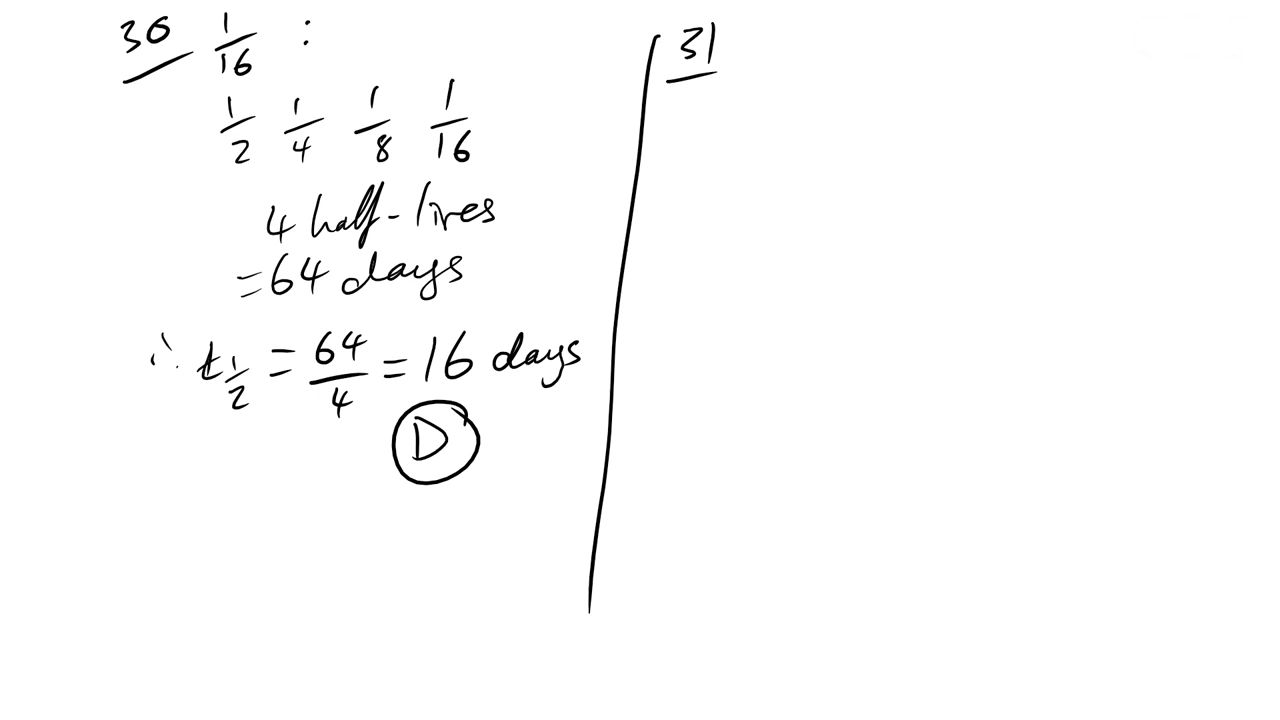 30 1/16 :
1/2 1/4 1/8 1/16
4 half-lives
=64 days
∴ t1/2 = 64/4 = 16 days
D
31